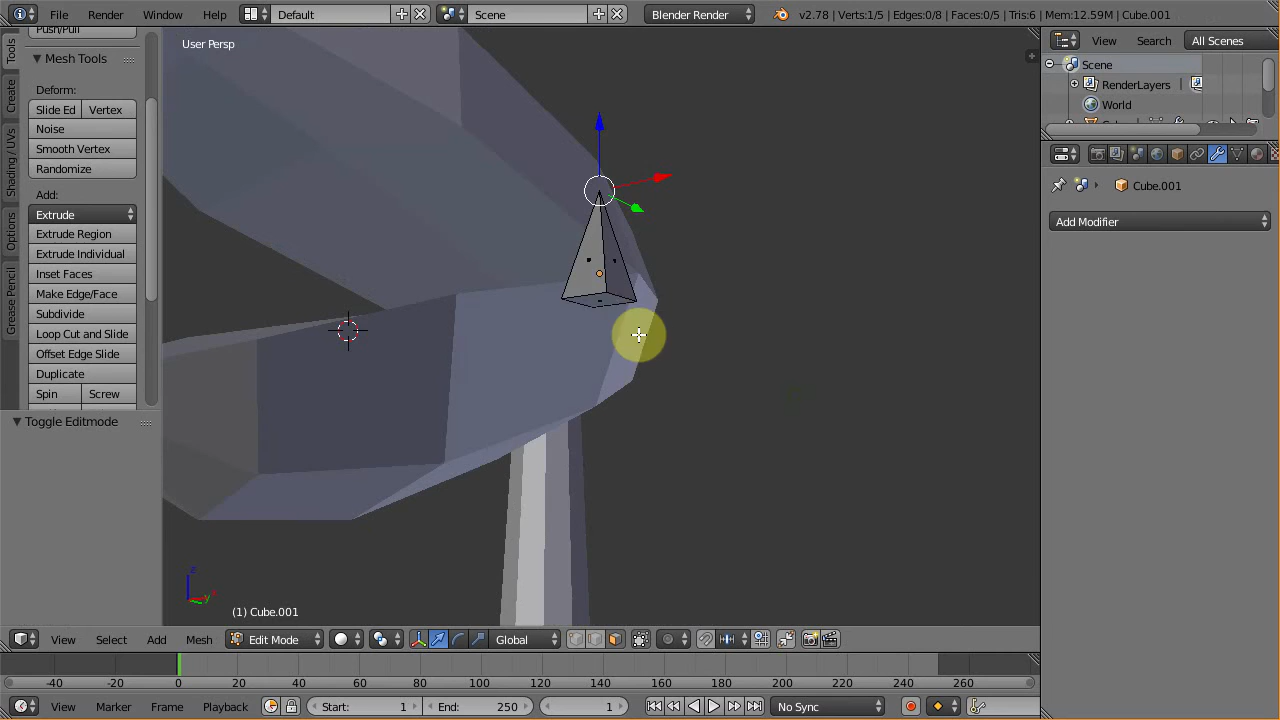 File Render Window Help Default Scene Blender Render v2.78 | Verts:1/5 | Edges:0/8 | Faces:0/5 | Tris:6 | Mem:12.59M | Cube.001
Push/Pull
Mesh Tools
Deform:
Slide Ed Vertex
Noise
Smooth Vertex
Randomize
Add:
Extrude
Extrude Region
Extrude Individual
Inset Faces
Make Edge/Face
Subdivide
Loop Cut and Slide
Offset Edge Slide
Duplicate
Spin Screw
Toggle Editmode
Tools
Create
Shading / UVs
Options
Grease Pencil
User Persp
(1) Cube.001
View Search All Scenes
Scene
RenderLayers
World
Cube.001
Add Modifier
View Select Add Mesh Edit Mode Global
-40 -20 0 20 40 60 80 100 120 140 160 180 200 220 240 260
View Marker Frame Playback Start: 1 End: 250 1 No Sync